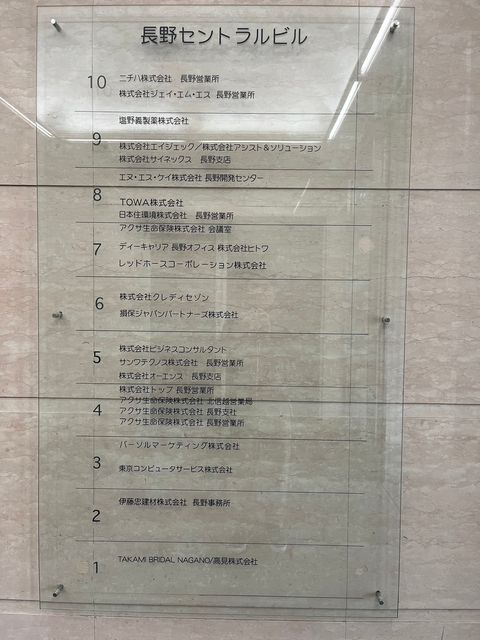 長野セントラルビル
10
ニチハ株式会社 長野営業所
株式会社ジェイ・エム・エス 長野営業所
塩野義製薬株式会社
9
株式会社エイジェック/株式会社アシスト&ソリューション
株式会社サイネックス 長野支店
エヌ・エス・ケイ株式会社 長野開発センター
8
TOWA株式会社
日本住環境株式会社 長野営業所
アクサ生命保険株式会社 会議室
7
ディーキャリア 長野オフィス 株式会社ヒトワ
レッドホースコーポレーション株式会社
6
株式会社クレディセゾン
損保ジャパンパートナーズ株式会社
5
株式会社ビジネスコンサルタント
サンワテクノス株式会社 長野営業所
株式会社オーエンス 長野支店
株式会社トップ 長野営業所
4
アクサ生命保険株式会社 北信越営業局
アクサ生命保険株式会社 長野支社
アクサ生命保険株式会社 長野営業所
パーソルマーケティング株式会社
3
東京コンピュータサービス株式会社
伊藤忠建材株式会社 長野事務所
2
1
TAKAMI BRIDAL NAGANO/高見株式会社